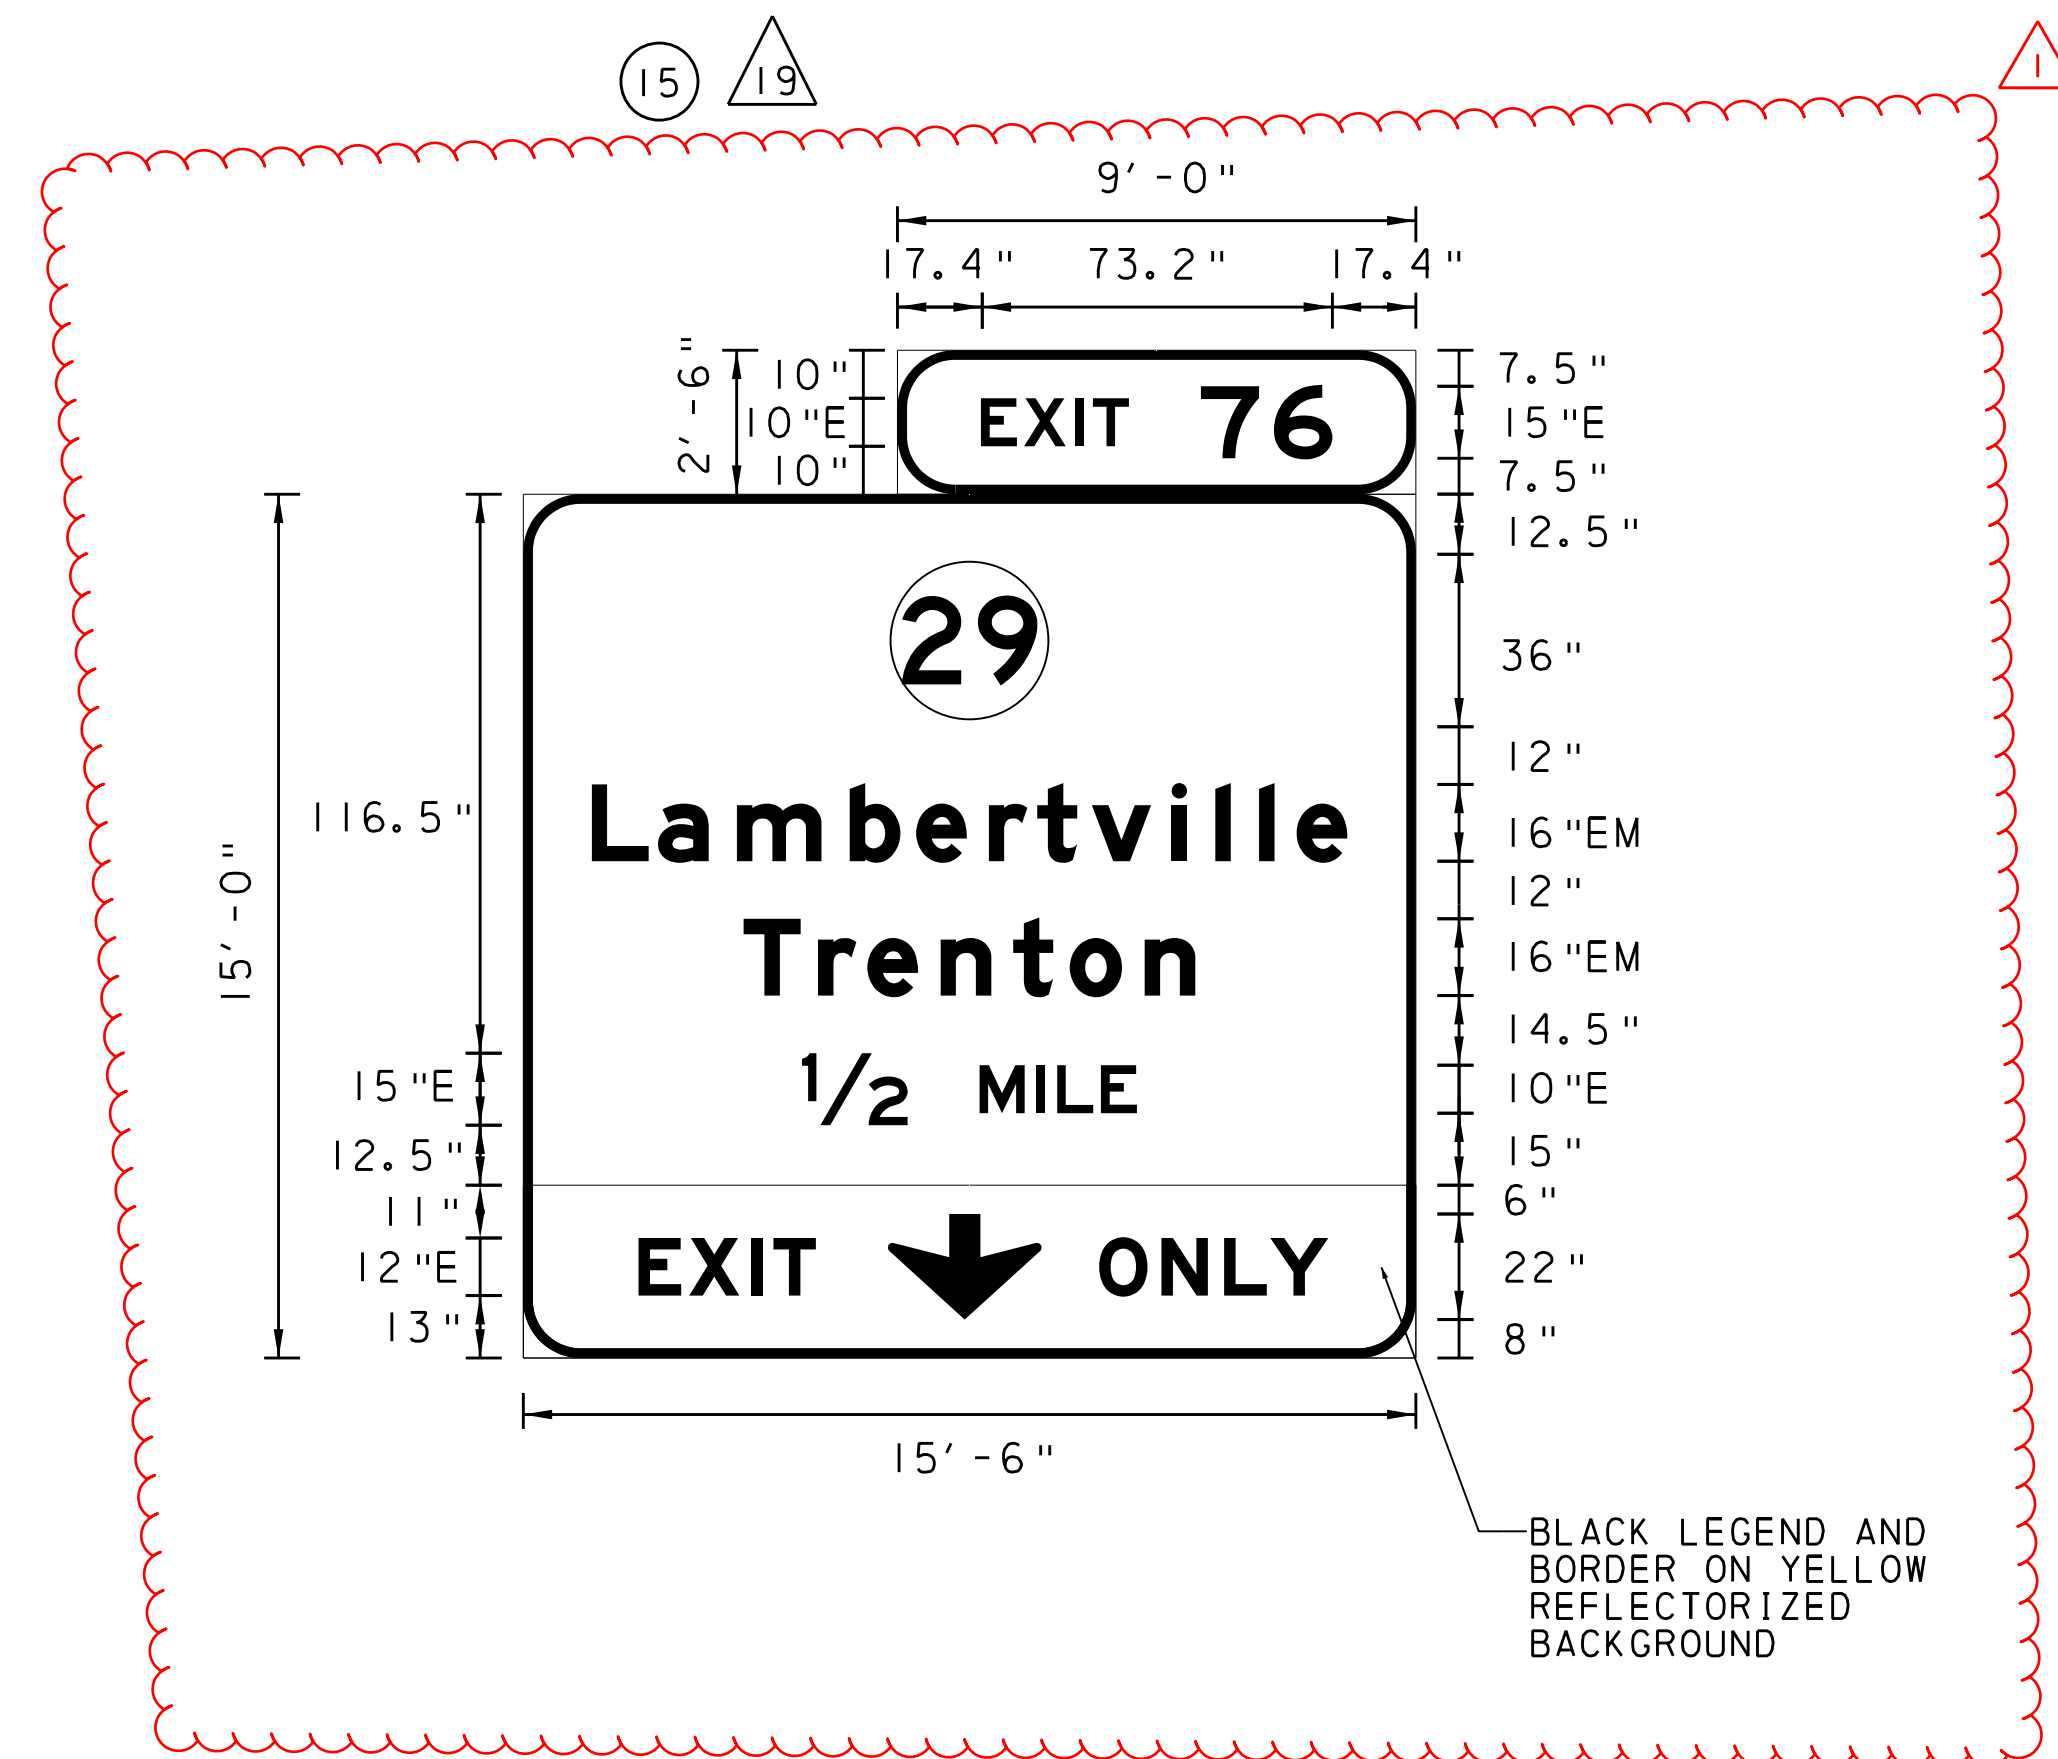 15 19
1
9'-0"
17.4" 73.2" 17.4"
2'-6"
10"
10"E
10"
EXIT 76
7.5"
15"E
7.5"
12.5"
29
36"
12"
Lambertville
16"EM
116.5"
12"
15'-0"
Trenton
16"EM
14.5"
1/2 MILE
15"E
10"E
12.5"
15"
11"
6"
EXIT ONLY
12"E
22"
13"
8"
15'-6"
BLACK LEGEND AND
BORDER ON YELLOW
REFLECTORIZED
BACKGROUND